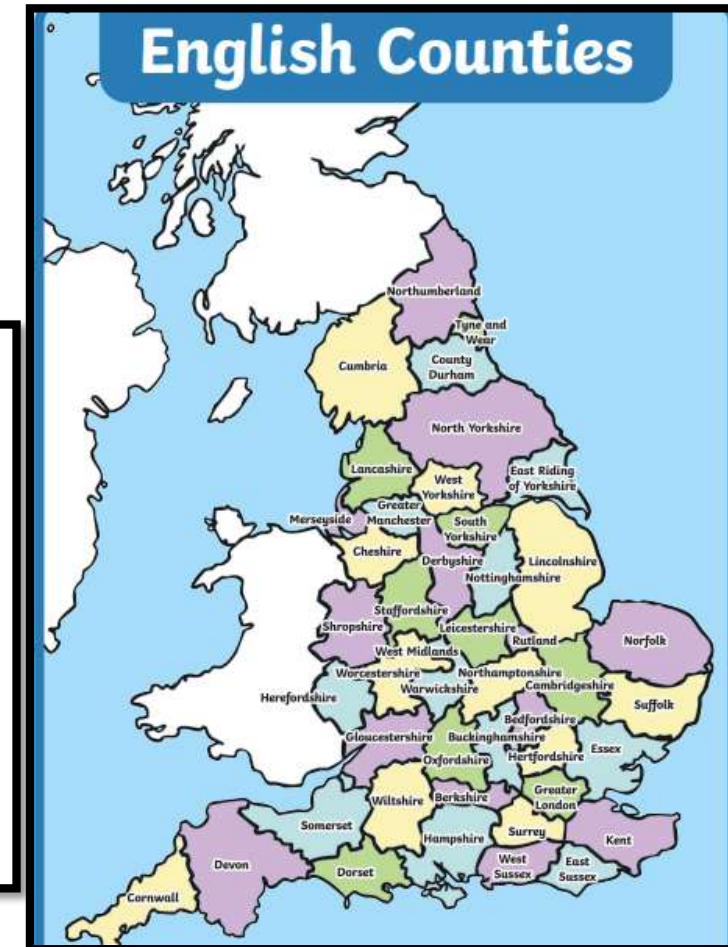 English Counties
Northumberland
Tyne and
Wear
Cumbria
County
Durham
North Yorkshire
Lancashire
West
Yorkshire
East Riding
of Yorkshire
Merseyside
Greater
Manchester
South
Yorkshire
Cheshire
Derbyshire
Nottinghamshire
Lincolnshire
Staffordshire
Shropshire
Leicestershire
Rutland
Norfolk
West Midlands
Worcestershire
Warwickshire
Northamptonshire
Cambridgeshire
Suffolk
Herefordshire
Gloucestershire
Oxfordshire
Buckinghamshire
Bedfordshire
Hertfordshire
Essex
Wiltshire
Berkshire
Greater
London
Somerset
Hampshire
Surrey
Kent
West
Sussex
East
Sussex
Devon
Dorset
Cornwall